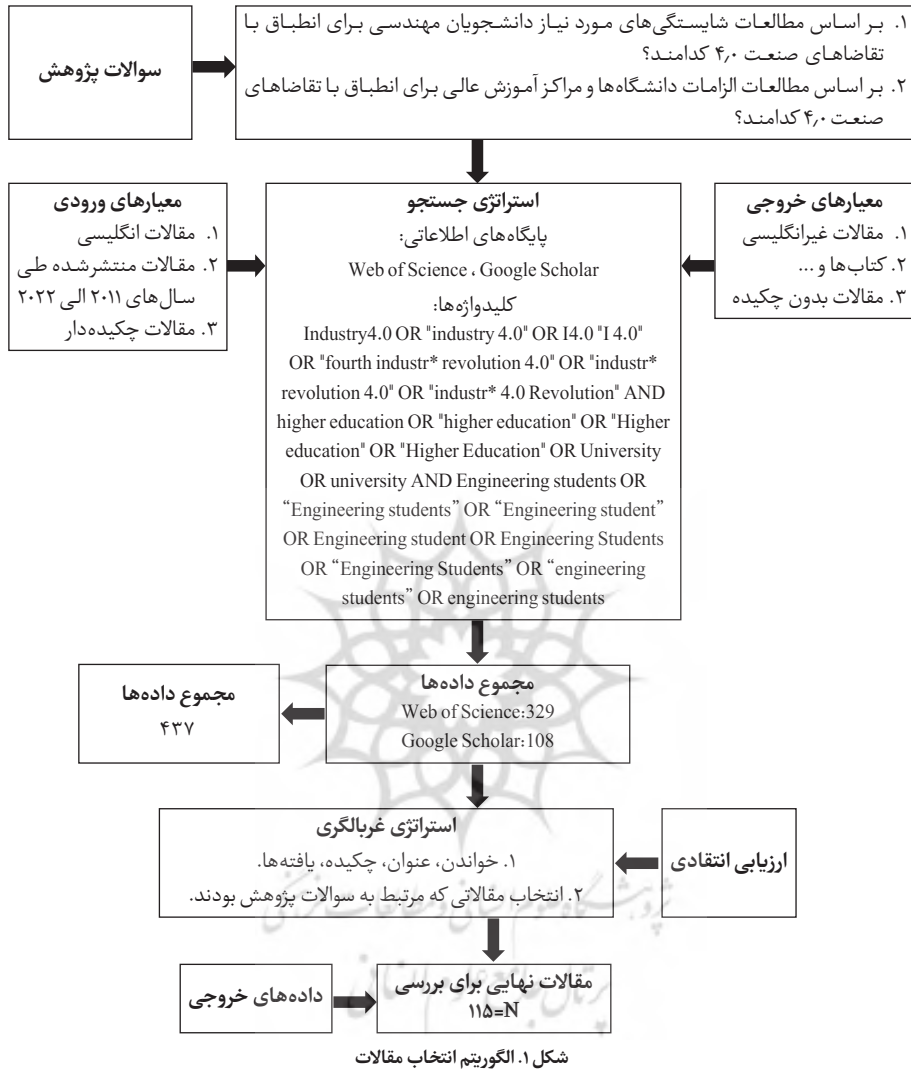 سوالات پژوهش
۱. بر اساس مطالعات شایستگی‌های مورد نیاز دانشجویان مهندسی برای انطباق با
تقاضاهای صنعت ۴٫۰ کدامند؟
۲. بر اساس مطالعات الزامات دانشگاه‌ها و مراکز آموزش عالی برای انطباق با تقاضاهای
صنعت ۴٫۰ کدامند؟
معیارهای خروجی
۱. مقالات غیرانگلیسی
۲. کتاب‌ها و ...
۳. مقالات بدون چکیده
استراتژی جستجو
پایگاه‌های اطلاعاتی:
Web of Science ، Google Scholar
کلیدواژه‌ها:
Industry4.0 OR "industry 4.0" OR I4.0 "I 4.0"
OR "fourth industr* revolution 4.0" OR "industr*
revolution 4.0" OR "industr* 4.0 Revolution" AND
higher education OR "higher education" OR "Higher
education" OR "Higher Education" OR University
OR university AND Engineering students OR
“Engineering students” OR “Engineering student”
OR Engineering student OR Engineering Students
OR “Engineering Students” OR “engineering
students” OR engineering students
معیارهای ورودی
۱. مقالات انگلیسی
۲. مقالات منتشرشده طی
سال‌های ۲۰۱۱ الی ۲۰۲۲
۳. مقالات چکیده‌دار
مجموع داده‌ها
Web of Science:329
Google Scholar:108
مجموع داده‌ها
۴۳۷
ارزیابی انتقادی
استراتژی غربالگری
۱. خواندن، عنوان، چکیده، یافته‌ها.
۲. انتخاب مقالاتی که مرتبط به سوالات پژوهش بودند.
پژوهشگاه علوم انسانی و مطالعات فرهنگی
پرتال جامع علوم انسانی
مقالات نهایی برای بررسی
۱۱۵=N
داده‌های خروجی
شکل ۱. الگوریتم انتخاب مقالات